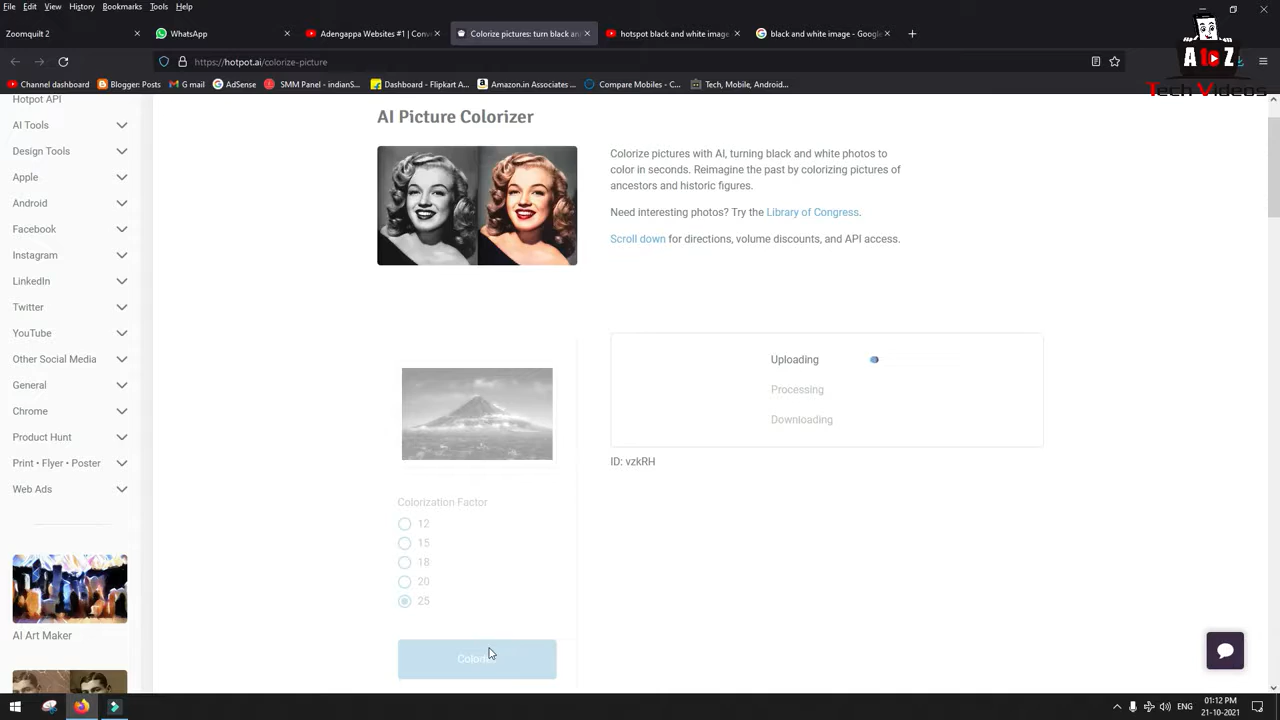 File Edit View History Bookmarks Tools Help
Zoomquilt 2
WhatsApp
Adengappa Websites #1 | Conv
Colorize pictures: turn black an
hotspot black and white image
black and white image - Google
https://hotpot.ai/colorize-picture
Channel dashboard
Blogger: Posts
G mail
AdSense
SMM Panel - indianS...
Dashboard - Flipkart A...
Amazon.in Associates ...
Compare Mobiles - C...
Tech, Mobile, Android...
A to Z
Tech Videos
Hotpot API
AI Tools
Design Tools
Apple
Android
Facebook
Instagram
LinkedIn
Twitter
YouTube
Other Social Media
General
Chrome
Product Hunt
Print • Flyer • Poster
Web Ads
AI Art Maker
AI Picture Colorizer
Colorize pictures with AI, turning black and white photos to
color in seconds. Reimagine the past by colorizing pictures of
ancestors and historic figures.
Need interesting photos? Try the Library of Congress.
Scroll down for directions, volume discounts, and API access.
Colorization Factor
12
15
18
20
25
Uploading
Processing
Downloading
ID: vzkRH
ENG
01:12 PM
21-10-2021